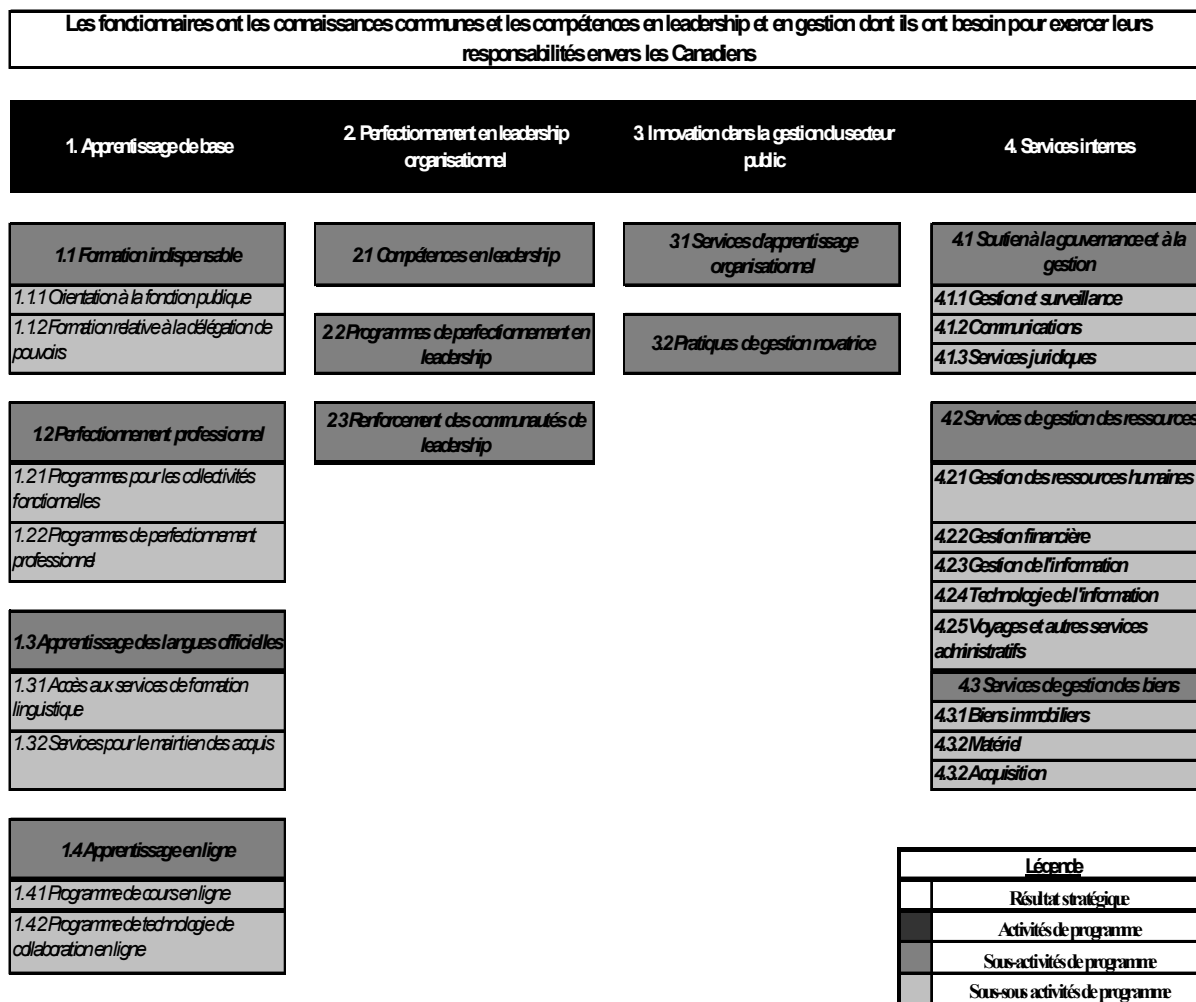 Les fonctionnaires ont les connaissances communes et les compétences en leadership et en gestion dont ils ont besoin pour exercer leurs
responsabilités envers les Canadiens
1. Apprentissage de base
2. Perfectionnement en leadership
organisationnel
3. Innovation dans la gestion du secteur
public
4. Services internes
1.1 Formation indispensable
1.1.1 Orientation à la fonction publique
1.1.2 Formation relative à la délégation de
pouvoirs
1.2 Perfectionnement professionnel
1.2.1 Programmes pour les collectivités
fonctionnelles
1.2.2 Programmes de perfectionnement
professionnel
1.3 Apprentissage des langues officielles
1.3.1 Accès aux services de formation
linguistique
1.3.2 Services pour le maintien des acquis
1.4 Apprentissage en ligne
1.4.1 Programme de cours en ligne
1.4.2 Programme de technologie de
collaboration en ligne
2.1 Compétences en leadership
2.2 Programmes de perfectionnement en
leadership
2.3 Renforcement des communautés de
leadership
3.1 Services d'apprentissage
organisationnel
3.2 Pratiques de gestion novatrice
4.1 Soutien à la gouvernance et à la
gestion
4.1.1 Gestion et surveillance
4.1.2 Communications
4.1.3 Services juridiques
4.2 Services de gestion des ressources
4.2.1 Gestion des ressources humaines
4.2.2 Gestion financière
4.2.3 Gestion de l'information
4.2.4 Technologie de l'information
4.2.5 Voyages et autres services
administratifs
4.3 Services de gestion des biens
4.3.1 Biens immobiliers
4.3.2 Matériel
4.3.2 Acquisition
Légende
Résultat stratégique
Activités de programme
Sous-activités de programme
Sous-sous activités de programme